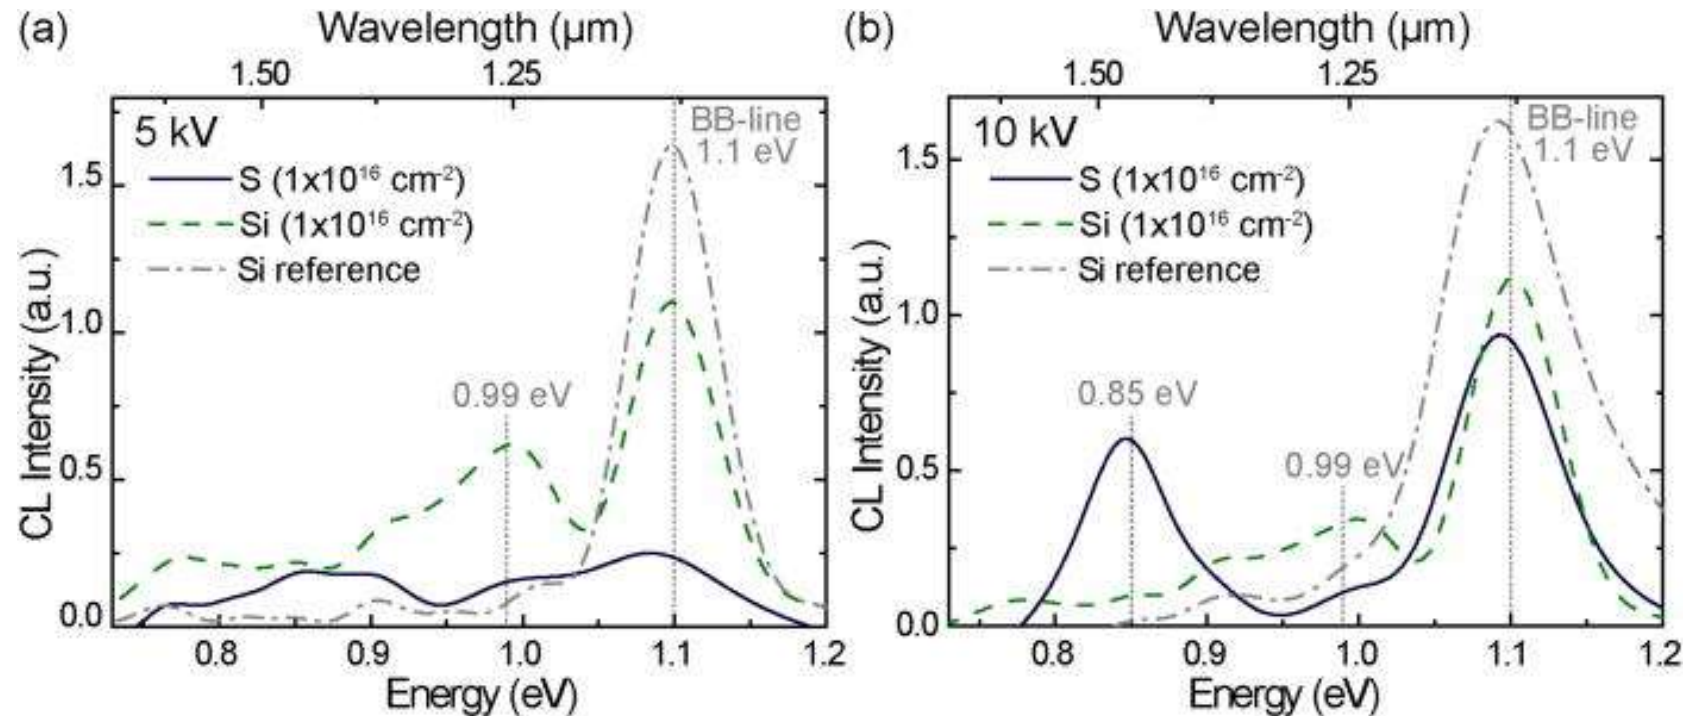 (a)
Wavelength (µm)
1.50 1.25
5 kV
BB-line
1.1 eV
S (1x10¹⁶ cm⁻²)
Si (1x10¹⁶ cm⁻²)
Si reference
0.99 eV
CL Intensity (a.u.)
1.5
1.0
0.5
0.0
0.8 0.9 1.0 1.1 1.2
Energy (eV)
(b)
Wavelength (µm)
1.50 1.25
10 kV
BB-line
1.1 eV
S (1x10¹⁶ cm⁻²)
Si (1x10¹⁶ cm⁻²)
Si reference
0.85 eV
0.99 eV
CL Intensity (a.u.)
1.5
1.0
0.5
0.0
0.8 0.9 1.0 1.1 1.2
Energy (eV)